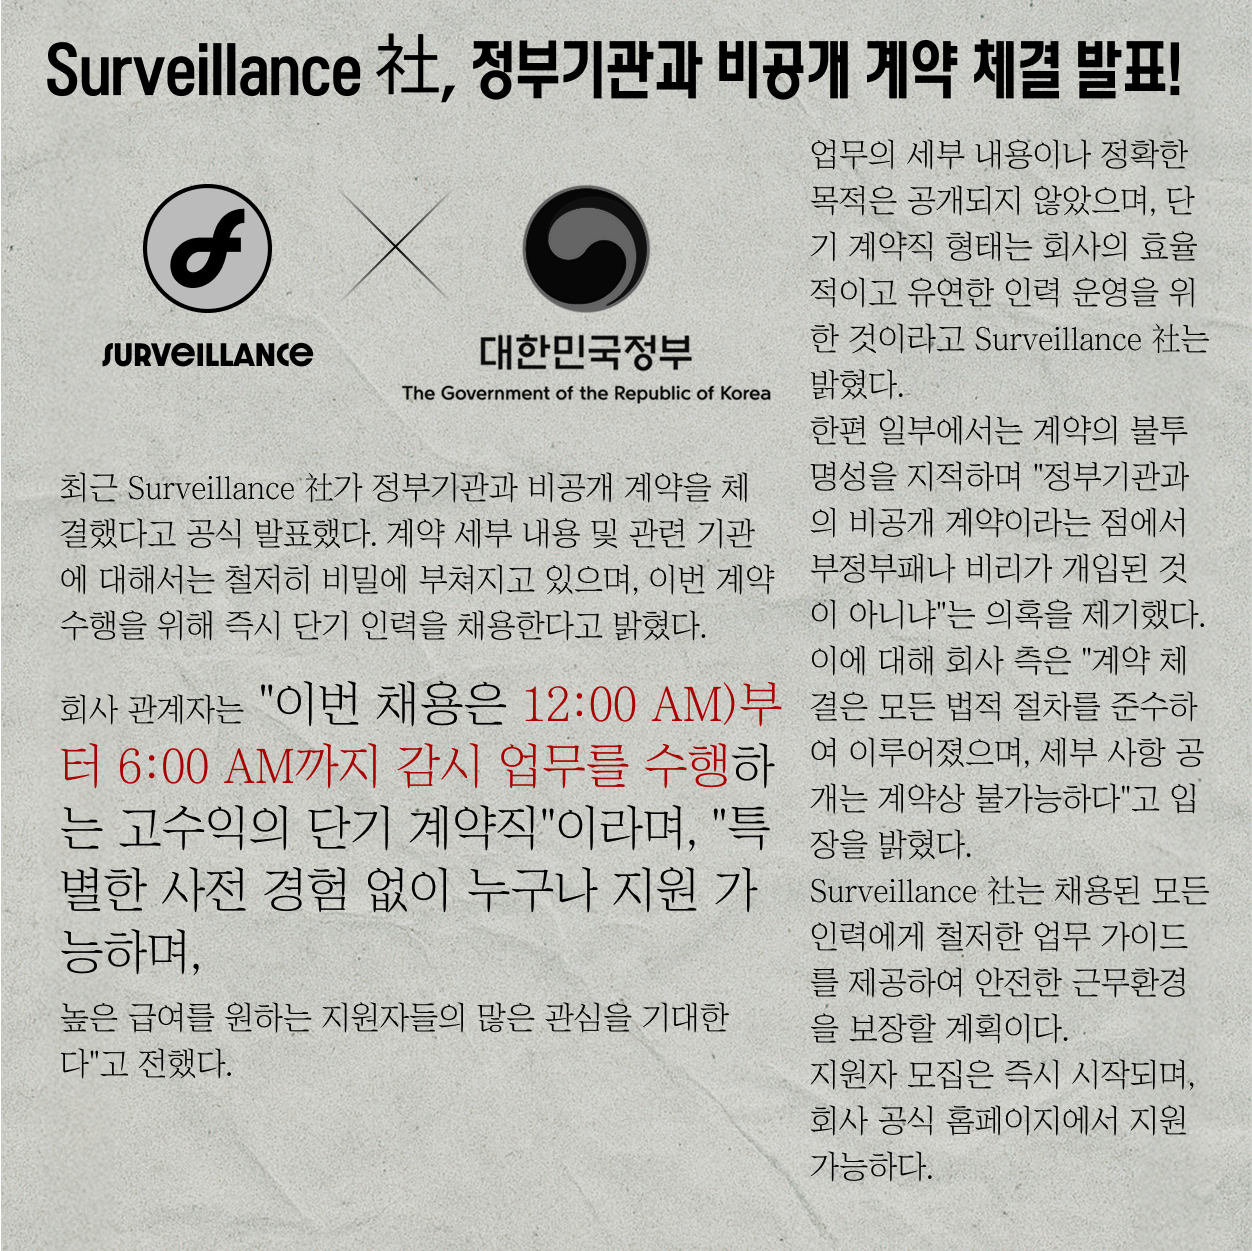 Surveillance 社, 정부기관과 비공개 계약 체결 발표!
SURVEILLANCE
대한민국정부
The Government of the Republic of Korea
최근 Surveillance 社가 정부기관과 비공개 계약을 체
결했다고 공식 발표했다. 계약 세부 내용 및 관련 기관
에 대해서는 철저히 비밀에 부쳐지고 있으며, 이번 계약
수행을 위해 즉시 단기 인력을 채용한다고 밝혔다.
회사 관계자는 "이번 채용은 12:00 AM)부
터 6:00 AM까지 감시 업무를 수행하
는 고수익의 단기 계약직"이라며, "특
별한 사전 경험 없이 누구나 지원 가
능하며,
높은 급여를 원하는 지원자들의 많은 관심을 기대한
다"고 전했다.
업무의 세부 내용이나 정확한
목적은 공개되지 않았으며, 단
기 계약직 형태는 회사의 효율
적이고 유연한 인력 운영을 위
한 것이라고 Surveillance 社는
밝혔다.
한편 일부에서는 계약의 불투
명성을 지적하며 "정부기관과
의 비공개 계약이라는 점에서
부정부패나 비리가 개입된 것
이 아니냐"는 의혹을 제기했다.
이에 대해 회사 측은 "계약 체
결은 모든 법적 절차를 준수하
여 이루어졌으며, 세부 사항 공
개는 계약상 불가능하다"고 입
장을 밝혔다.
Surveillance 社는 채용된 모든
인력에게 철저한 업무 가이드
를 제공하여 안전한 근무환경
을 보장할 계획이다.
지원자 모집은 즉시 시작되며,
회사 공식 홈페이지에서 지원
가능하다.